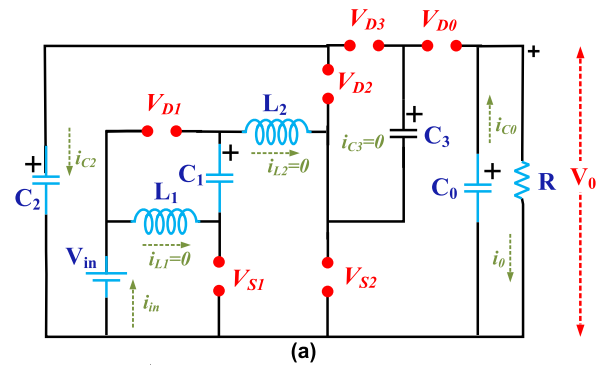 V_D3 V_D0
+
V_D2
V_D1 L_2
+ i_C2 + i_C3=0 + C_3 i_C0
C_2 C_1 i_L2=0 + V_0
L_1 C_0 R
V_in i_L1=0 V_S1 V_S2 i_0
i_in
(a)